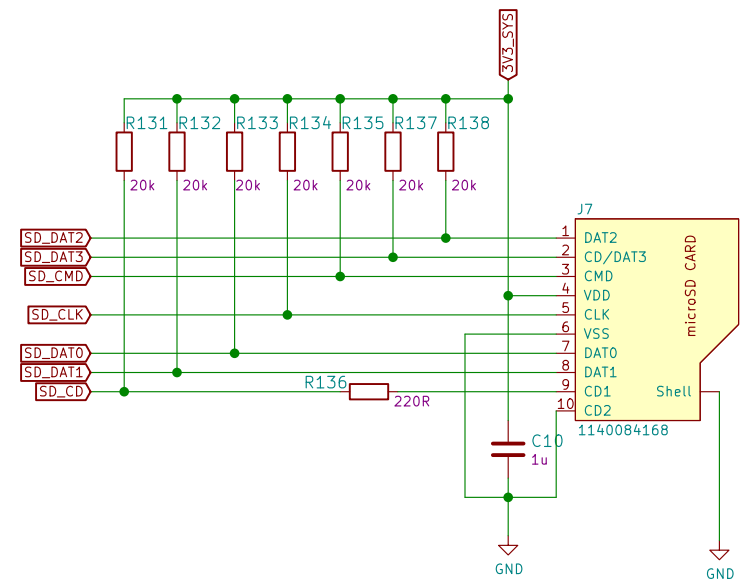 3V3_SYS
R131 R132 R133 R134 R135 R137 R138
20k 20k 20k 20k 20k 20k 20k
J7
SD_DAT2 1 DAT2
SD_DAT3 2 CD/DAT3
SD_CMD 3 CMD
4 VDD
SD_CLK 5 CLK
6 VSS
SD_DAT0 7 DAT0
SD_DAT1 8 DAT1
SD_CD R136 220R 9 CD1 Shell
10 CD2
microSD CARD
1140084168
C10
1u
GND
GND